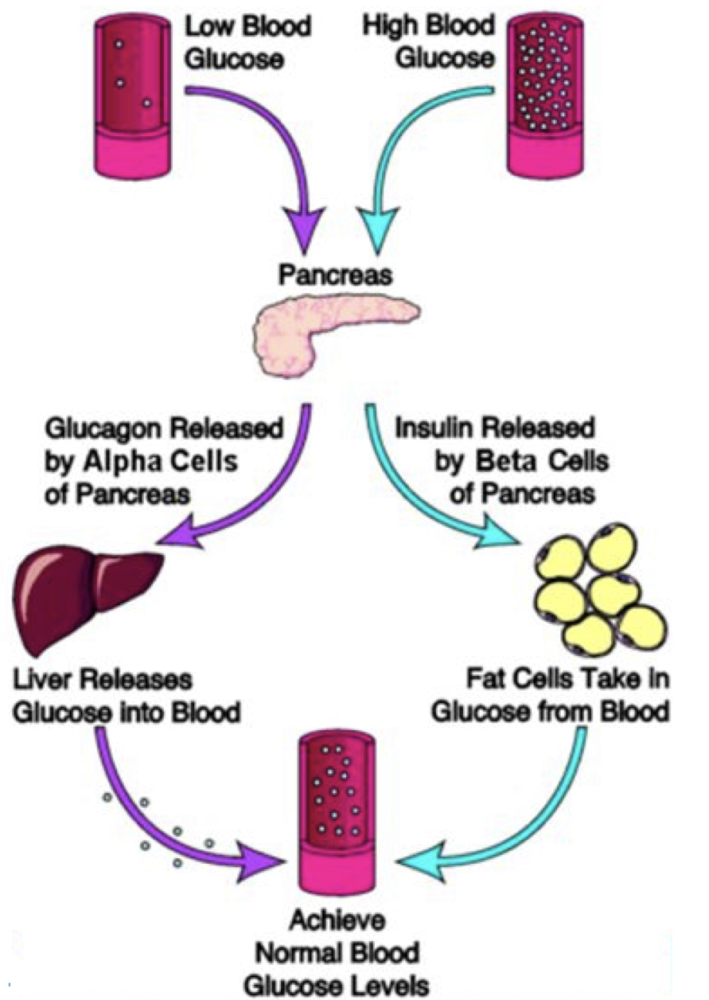 Low Blood
Glucose
High Blood
Glucose
Pancreas
Glucagon Released
by Alpha Cells
of Pancreas
Insulin Released
by Beta Cells
of Pancreas
Liver Releases
Glucose into Blood
Fat Cells Take in
Glucose from Blood
Achieve
Normal Blood
Glucose Levels